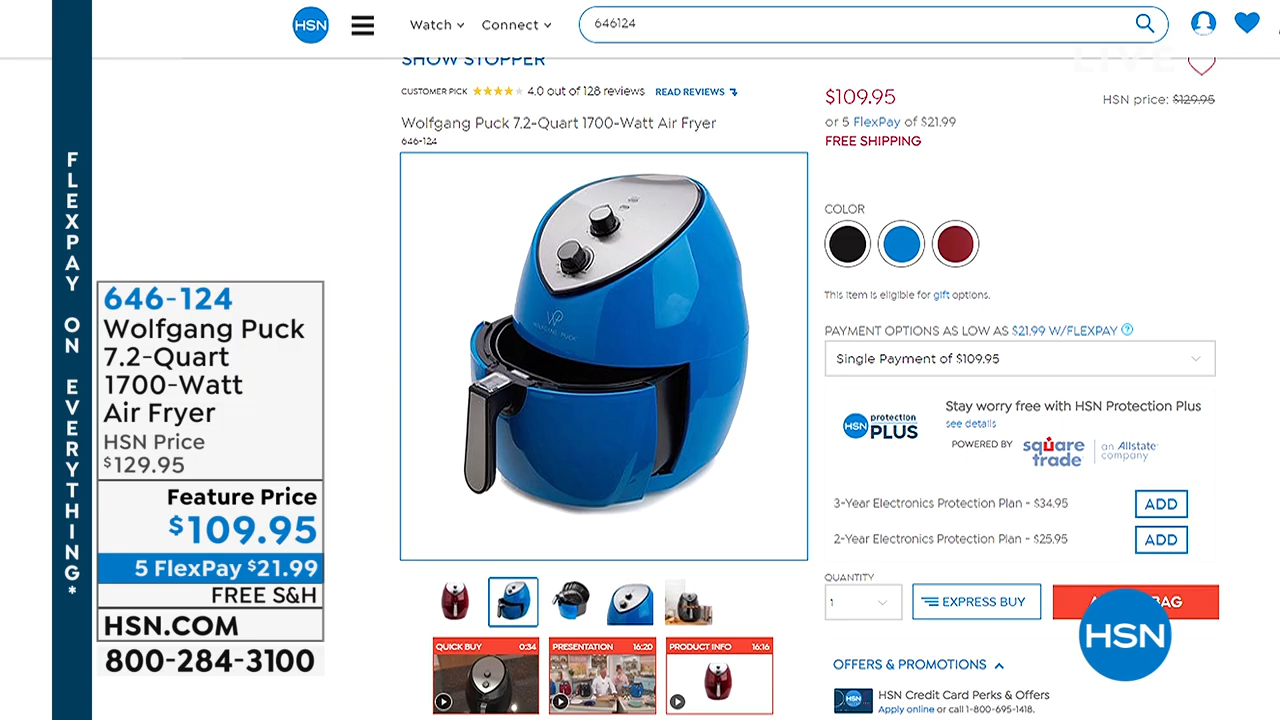 HSN
Watch
Connect
646124
LIVE
SHOW STOPPER
CUSTOMER PICK
4.0 out of 128 reviews
READ REVIEWS
Wolfgang Puck 7.2-Quart 1700-Watt Air Fryer
646-124
$109.95
HSN price: $129.95
or 5 FlexPay of $21.99
FREE SHIPPING
COLOR
This item is eligible for gift options.
PAYMENT OPTIONS AS LOW AS $21.99 W/FLEXPAY ?
Single Payment of $109.95
HSN protection PLUS
Stay worry free with HSN Protection Plus
see details
POWERED BY
square trade
an Allstate company
3-Year Electronics Protection Plan - $34.95
ADD
2-Year Electronics Protection Plan - $25.95
ADD
QUANTITY
1
EXPRESS BUY
BAG
HSN
OFFERS & PROMOTIONS
HSN
HSN Credit Card Perks & Offers
Apply online or call 1-800-695-1418.
WP
WOLFGANG PUCK
QUICK BUY 0:34
PRESENTATION 16:20
PRODUCT INFO 16:16
FLEXPAY ON EVERYTHING*
646-124
Wolfgang Puck
7.2-Quart
1700-Watt
Air Fryer
HSN Price
$129.95
Feature Price
$109.95
5 FlexPay $21.99
FREE S&H
HSN.COM
800-284-3100